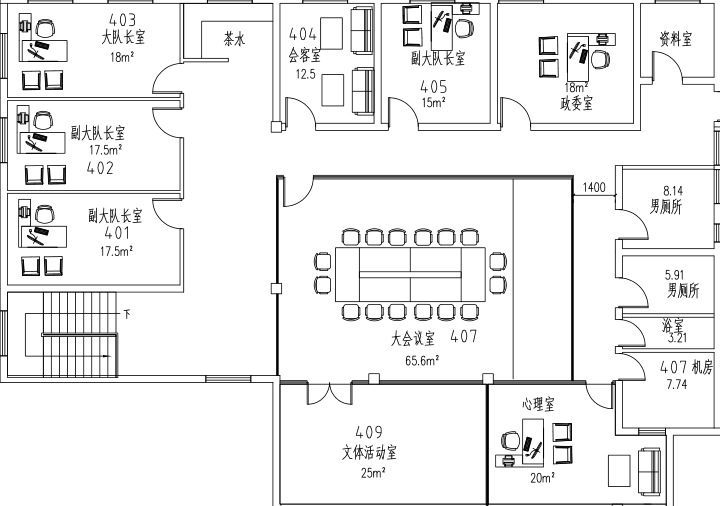 403
大队长室
18m²
茶水
404
会客室
12.5
副大队长室
405
15m²
18m²
政委室
资料室
副大队长室
17.5m²
402
副大队长室
401
17.5m²
1400
8.14
男厕所
5.91
男厕所
浴室
3.21
407 机房
7.74
下
大会议室 407
65.6m²
409
文体活动室
25m²
心理室
20m²